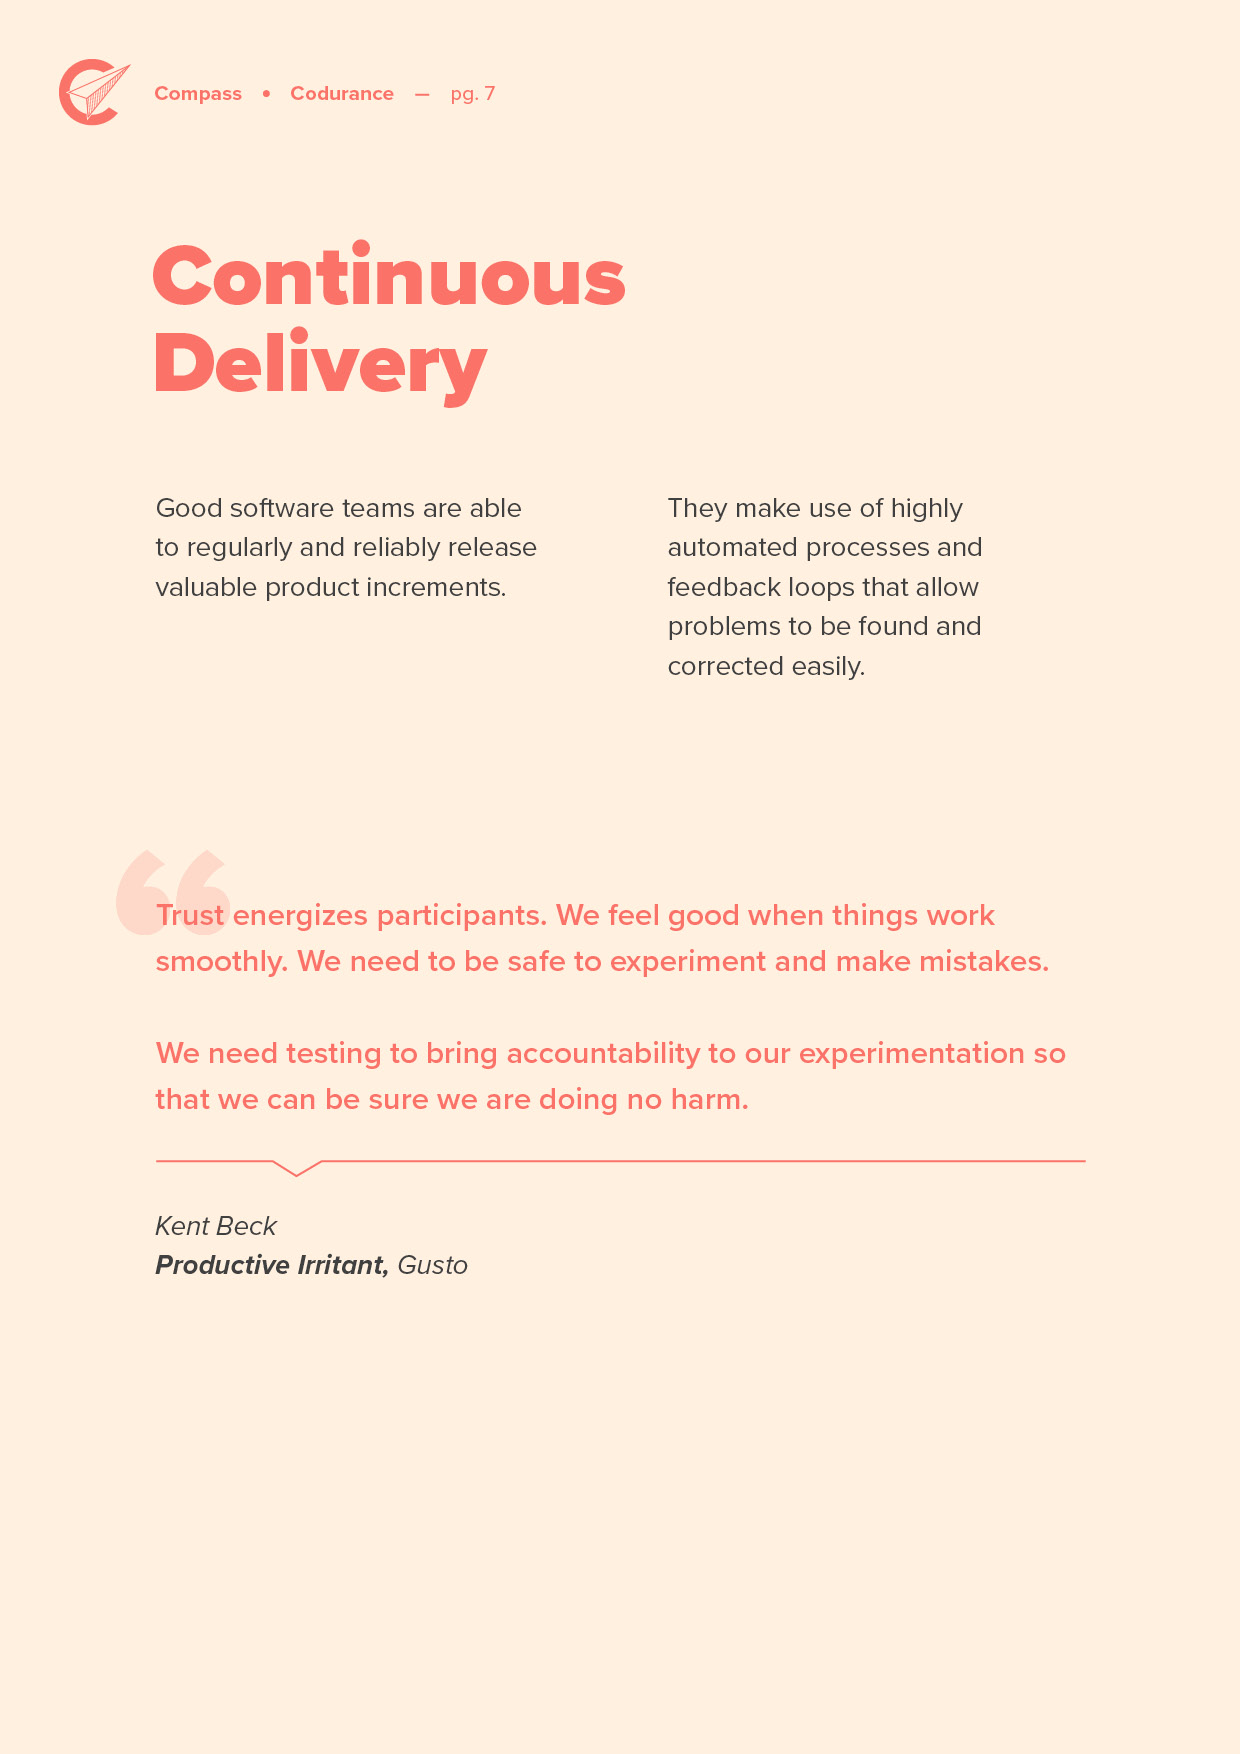 Compass • Codurance — pg. 7
Continuous
Delivery
Good software teams are able
to regularly and reliably release
valuable product increments.
They make use of highly
automated processes and
feedback loops that allow
problems to be found and
corrected easily.
“
Trust energizes participants. We feel good when things work
smoothly. We need to be safe to experiment and make mistakes.
We need testing to bring accountability to our experimentation so
that we can be sure we are doing no harm.
Kent Beck
Productive Irritant, Gusto